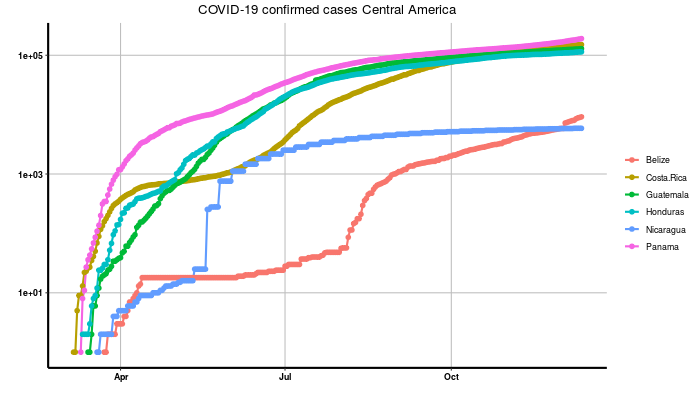 COVID-19 confirmed cases Central America
1e+05
1e+03
1e+01
Apr
Jul
Oct
Belize
Costa.Rica
Guatemala
Honduras
Nicaragua
Panama